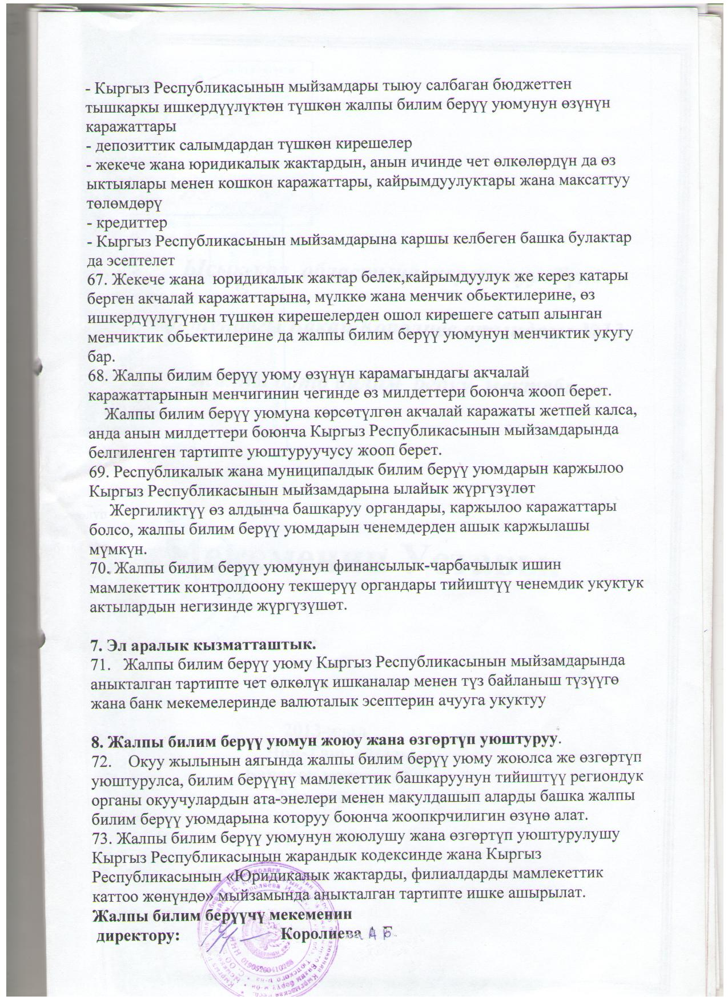 - Кыргыз Республикасынын мыйзамдары тыюу салбаган бюджеттен
тышкаркы ишкердүүлүктөн түшкөн жалпы билим берүү уюмунун өзүнүн
каражаттары
- депозиттик салымдардан түшкөн кирешелер
- жекече жана юридикалык жактардын, анын ичинде чет өлкөлөрдүн да өз
ыктыялары менен кошкон каражаттары, кайрымдуулуктары жана максаттуу
төлөмдөрү
- кредиттер
- Кыргыз Республикасынын мыйзамдарына каршы келбеген башка булактар
да эсептелет
67. Жекече жана  юридикалык жактар белек,кайрымдуулук же керез катары
берген акчалай каражаттарына, мүлккө жана менчик обьектилерине, өз
ишкердүүлүгүнөн түшкөн кирешелерден ошол кирешеге сатып алынган
менчиктик обьектилерине да жалпы билим берүү уюмунун менчиктик укугу
бар.
68. Жалпы билим берүү уюму өзүнүн карамагындагы акчалай
каражаттарынын менчигинин чегинде өз милдеттери боюнча жооп берет.
Жалпы билим берүү уюмуна көрсөтүлгөн акчалай каражаты жетпей калса,
анда анын милдеттери боюнча Кыргыз Республикасынын мыйзамдарында
белгиленген тартипте уюштуруучусу жооп берет.
69. Республикалык жана муниципалдык билим берүү уюмдарын каржылоо
Кыргыз Республикасынын мыйзамдарына ылайык жүргүзүлөт
Жергиликтүү өз алдынча башкаруу органдары, каржылоо каражаттары
болсо, жалпы билим берүү уюмдарын ченемдерден ашык каржылашы
мүмкүн.
70. Жалпы билим берүү уюмунун финансылык-чарбачылык ишин
мамлекеттик контролдоону текшерүү органдары тийиштүү ченемдик укуктук
актылардын негизинде жүргүзүшөт.
7. Эл аралык кызматташтык.
71.   Жалпы билим берүү уюму Кыргыз Республикасынын мыйзамдарында
аныкталган тартипте чет өлкөлүк ишканалар менен түз байланыш түзүүгө
жана банк мекемелеринде валюталык эсептерин ачууга укуктуу
8. Жалпы билим берүү уюмун жоюу жана өзгөртүп уюштуруу.
72.    Окуу жылынын аягында жалпы билим берүү уюму жоюлса же өзгөртүп
уюштурулса, билим берүүнү мамлекеттик башкаруунун тийиштүү региондук
органы окуучулардын ата-энелери менен макулдашып аларды башка жалпы
билим берүү уюмдарына которуу боюнча жоопкрчилигин өзүнө алат.
73. Жалпы билим берүү уюмунун жоюлушу жана өзгөртүп уюштурулушу
Кыргыз Республикасынын жарандык кодексинде жана Кыргыз
Республикасынын «Юридикалык жактарды, филиалдарды мамлекеттик
каттоо жөнүндө» мыйзамында аныкталган тартипте ишке ашырылат.
Жалпы билим берүүчү мекеменин
директору: Королиева
01905200410288